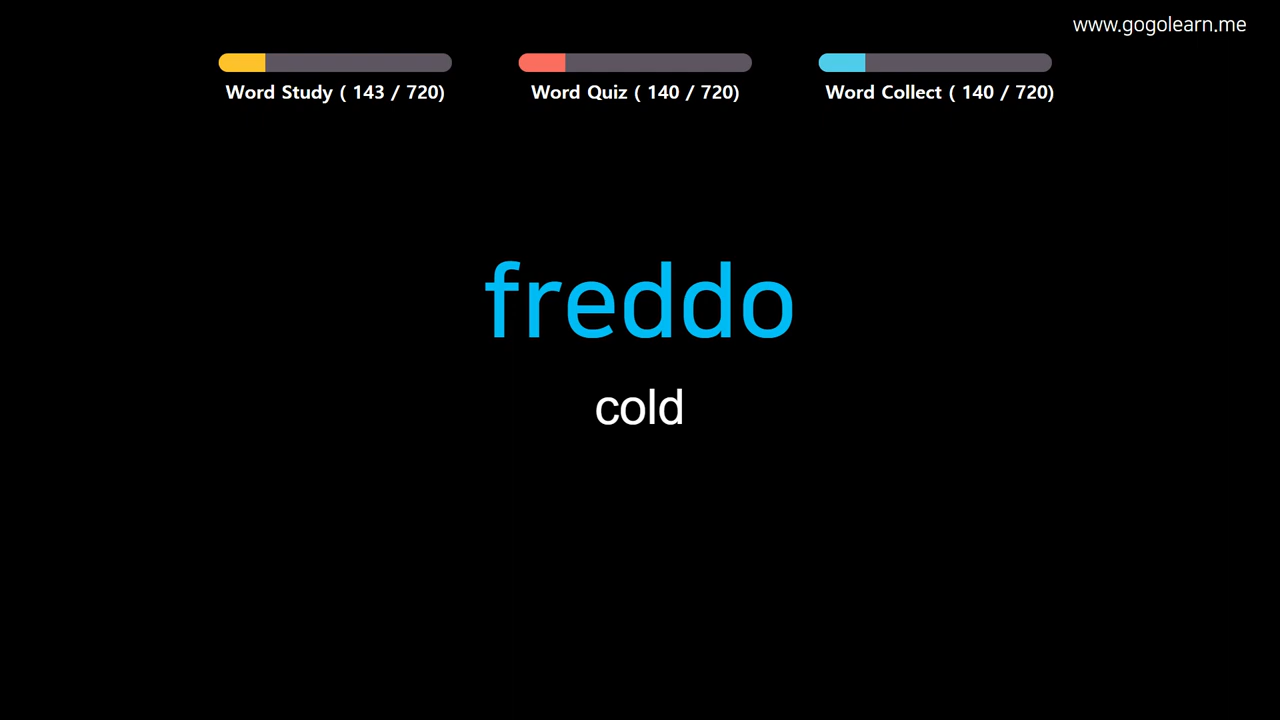 www.gogolearn.me
Word Study ( 143 / 720)
Word Quiz ( 140 / 720)
Word Collect ( 140 / 720)
freddo
cold